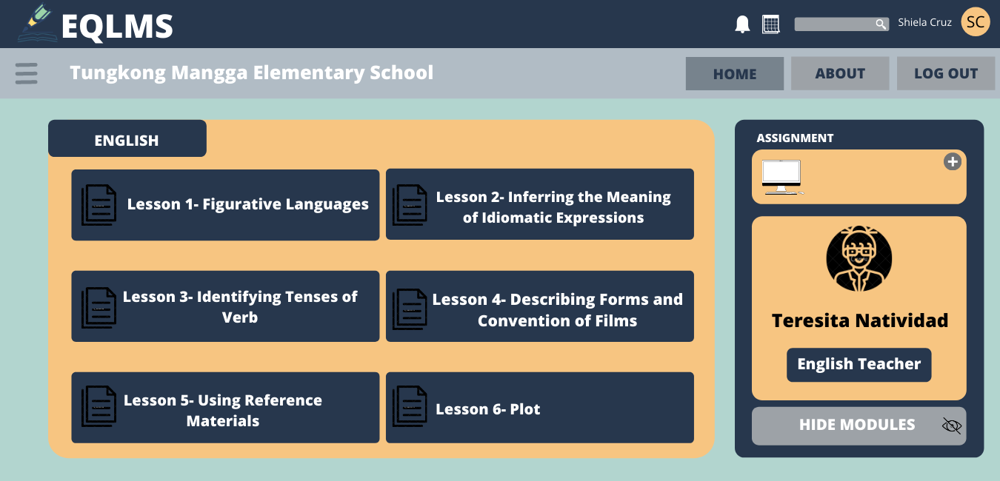 EQLMS
Shiela Cruz
SC
Tungkong Mangga Elementary School
HOME
ABOUT
LOG OUT
ENGLISH
Lesson 1- Figurative Languages
Lesson 2- Inferring the Meaning
of Idiomatic Expressions
Lesson 3- Identifying Tenses of
Verb
Lesson 4- Describing Forms and
Convention of Films
Lesson 5- Using Reference
Materials
Lesson 6- Plot
ASSIGNMENT
Teresita Natividad
English Teacher
HIDE MODULES